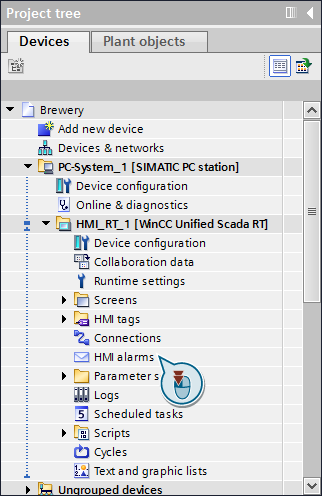 Project tree
Devices
Plant objects
Brewery
Add new device
Devices & networks
PC-System_1 [SIMATIC PC station]
Device configuration
Online & diagnostics
HMI_RT_1 [WinCC Unified Scada RT]
Device configuration
Collaboration data
Runtime settings
Screens
HMI tags
Connections
HMI alarms
Parameter s
Logs
Scheduled tasks
Scripts
Cycles
Text and graphic lists
Ungrouped devices